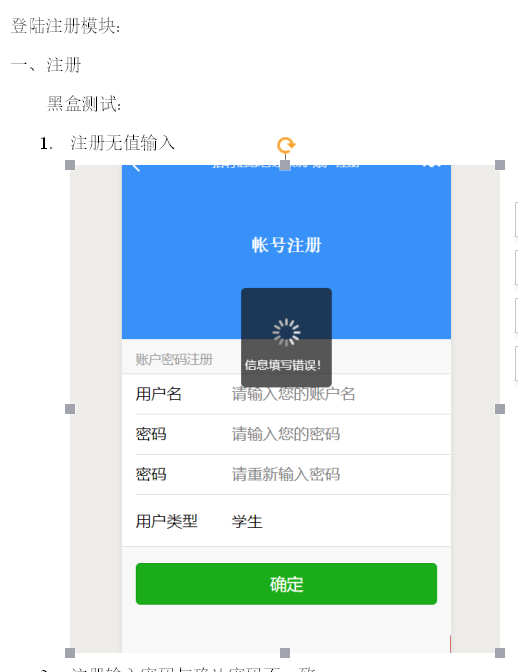 登陆注册模块:
一、注册
黑盒测试:
1. 注册无值输入
帐号注册
信息填写错误!
账户密码注册
用户名 请输入您的账户名
密码 请输入您的密码
密码 请重新输入密码
用户类型 学生
确定